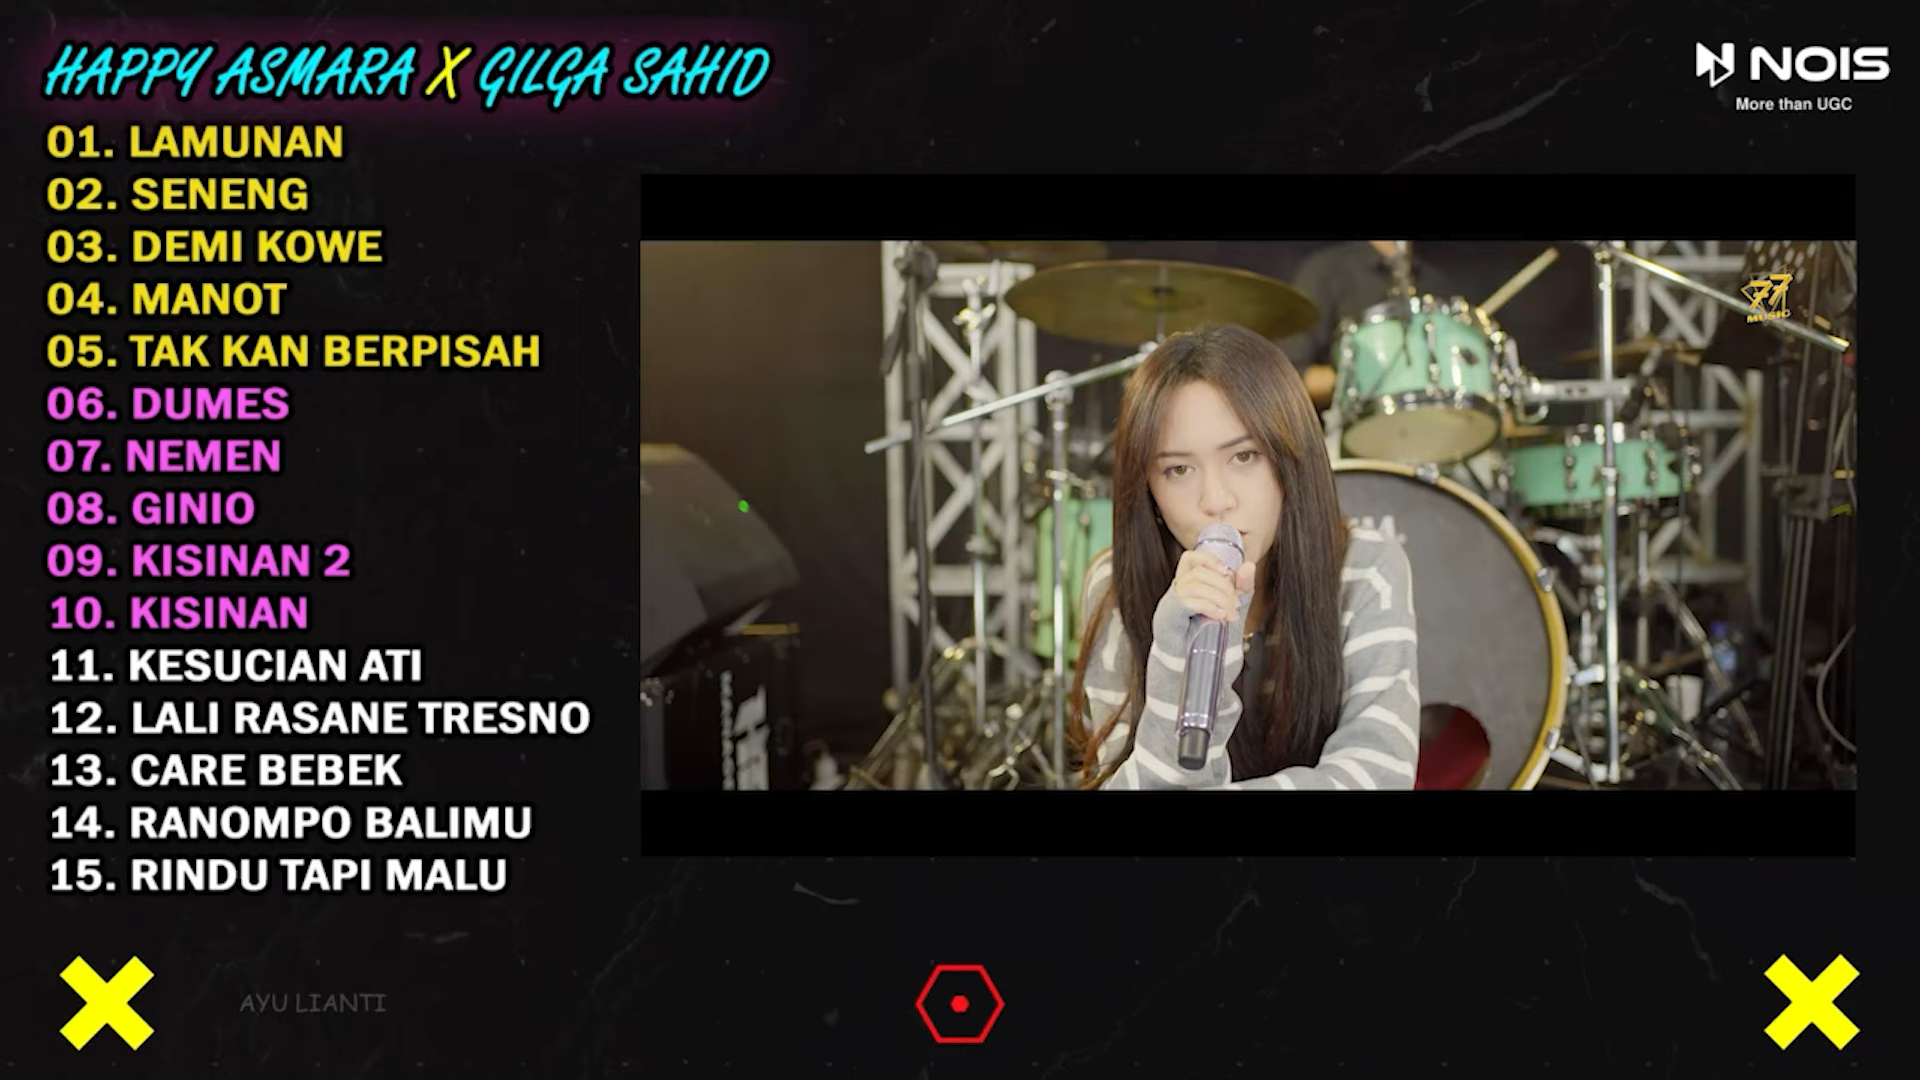 HAPPY ASMARA X GILGA SAHID
NOIS
More than UGC
01. LAMUNAN
02. SENENG
03. DEMI KOWE
04. MANOT
05. TAK KAN BERPISAH
06. DUMES
07. NEMEN
08. GINIO
09. KISINAN 2
10. KISINAN
11. KESUCIAN ATI
12. LALI RASANE TRESNO
13. CARE BEBEK
14. RANOMPO BALIMU
15. RINDU TAPI MALU
77
MUSIC
AYU LIANTI